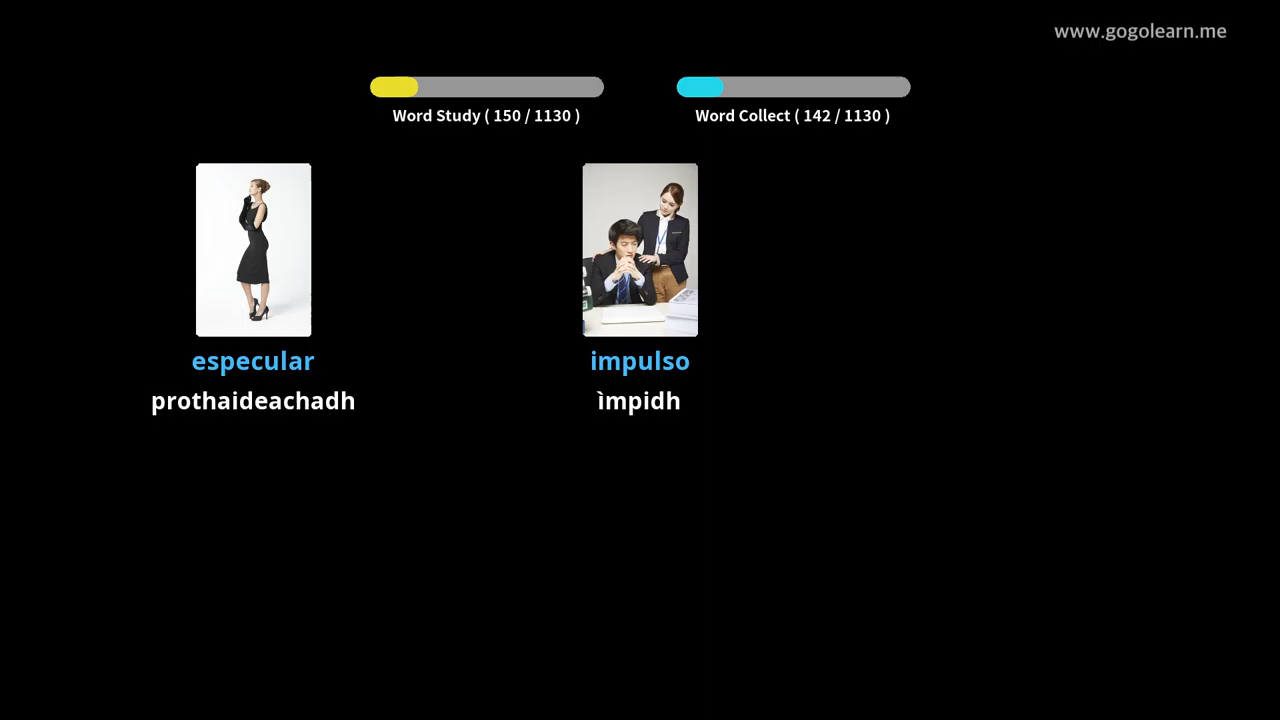 www.gogolearn.me
Word Study ( 150 / 1130 )
Word Collect ( 142 / 1130 )
especular
prothaideachadh
impulso
ìmpidh